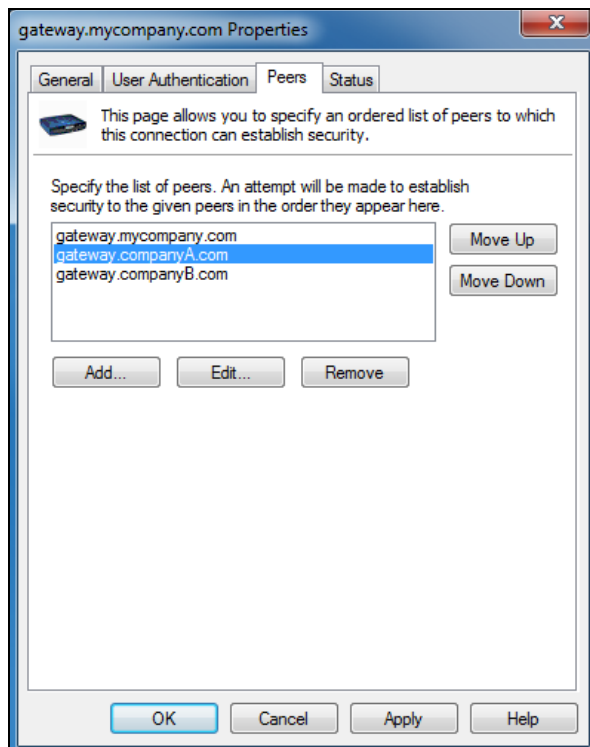 gateway.mycompany.com Properties
General User Authentication Peers Status
This page allows you to specify an ordered list of peers to which
this connection can establish security.
Specify the list of peers. An attempt will be made to establish
security to the given peers in the order they appear here.
gateway.mycompany.com
gateway.companyA.com
gateway.companyB.com
Move Up
Move Down
Add... Edit... Remove
OK Cancel Apply Help